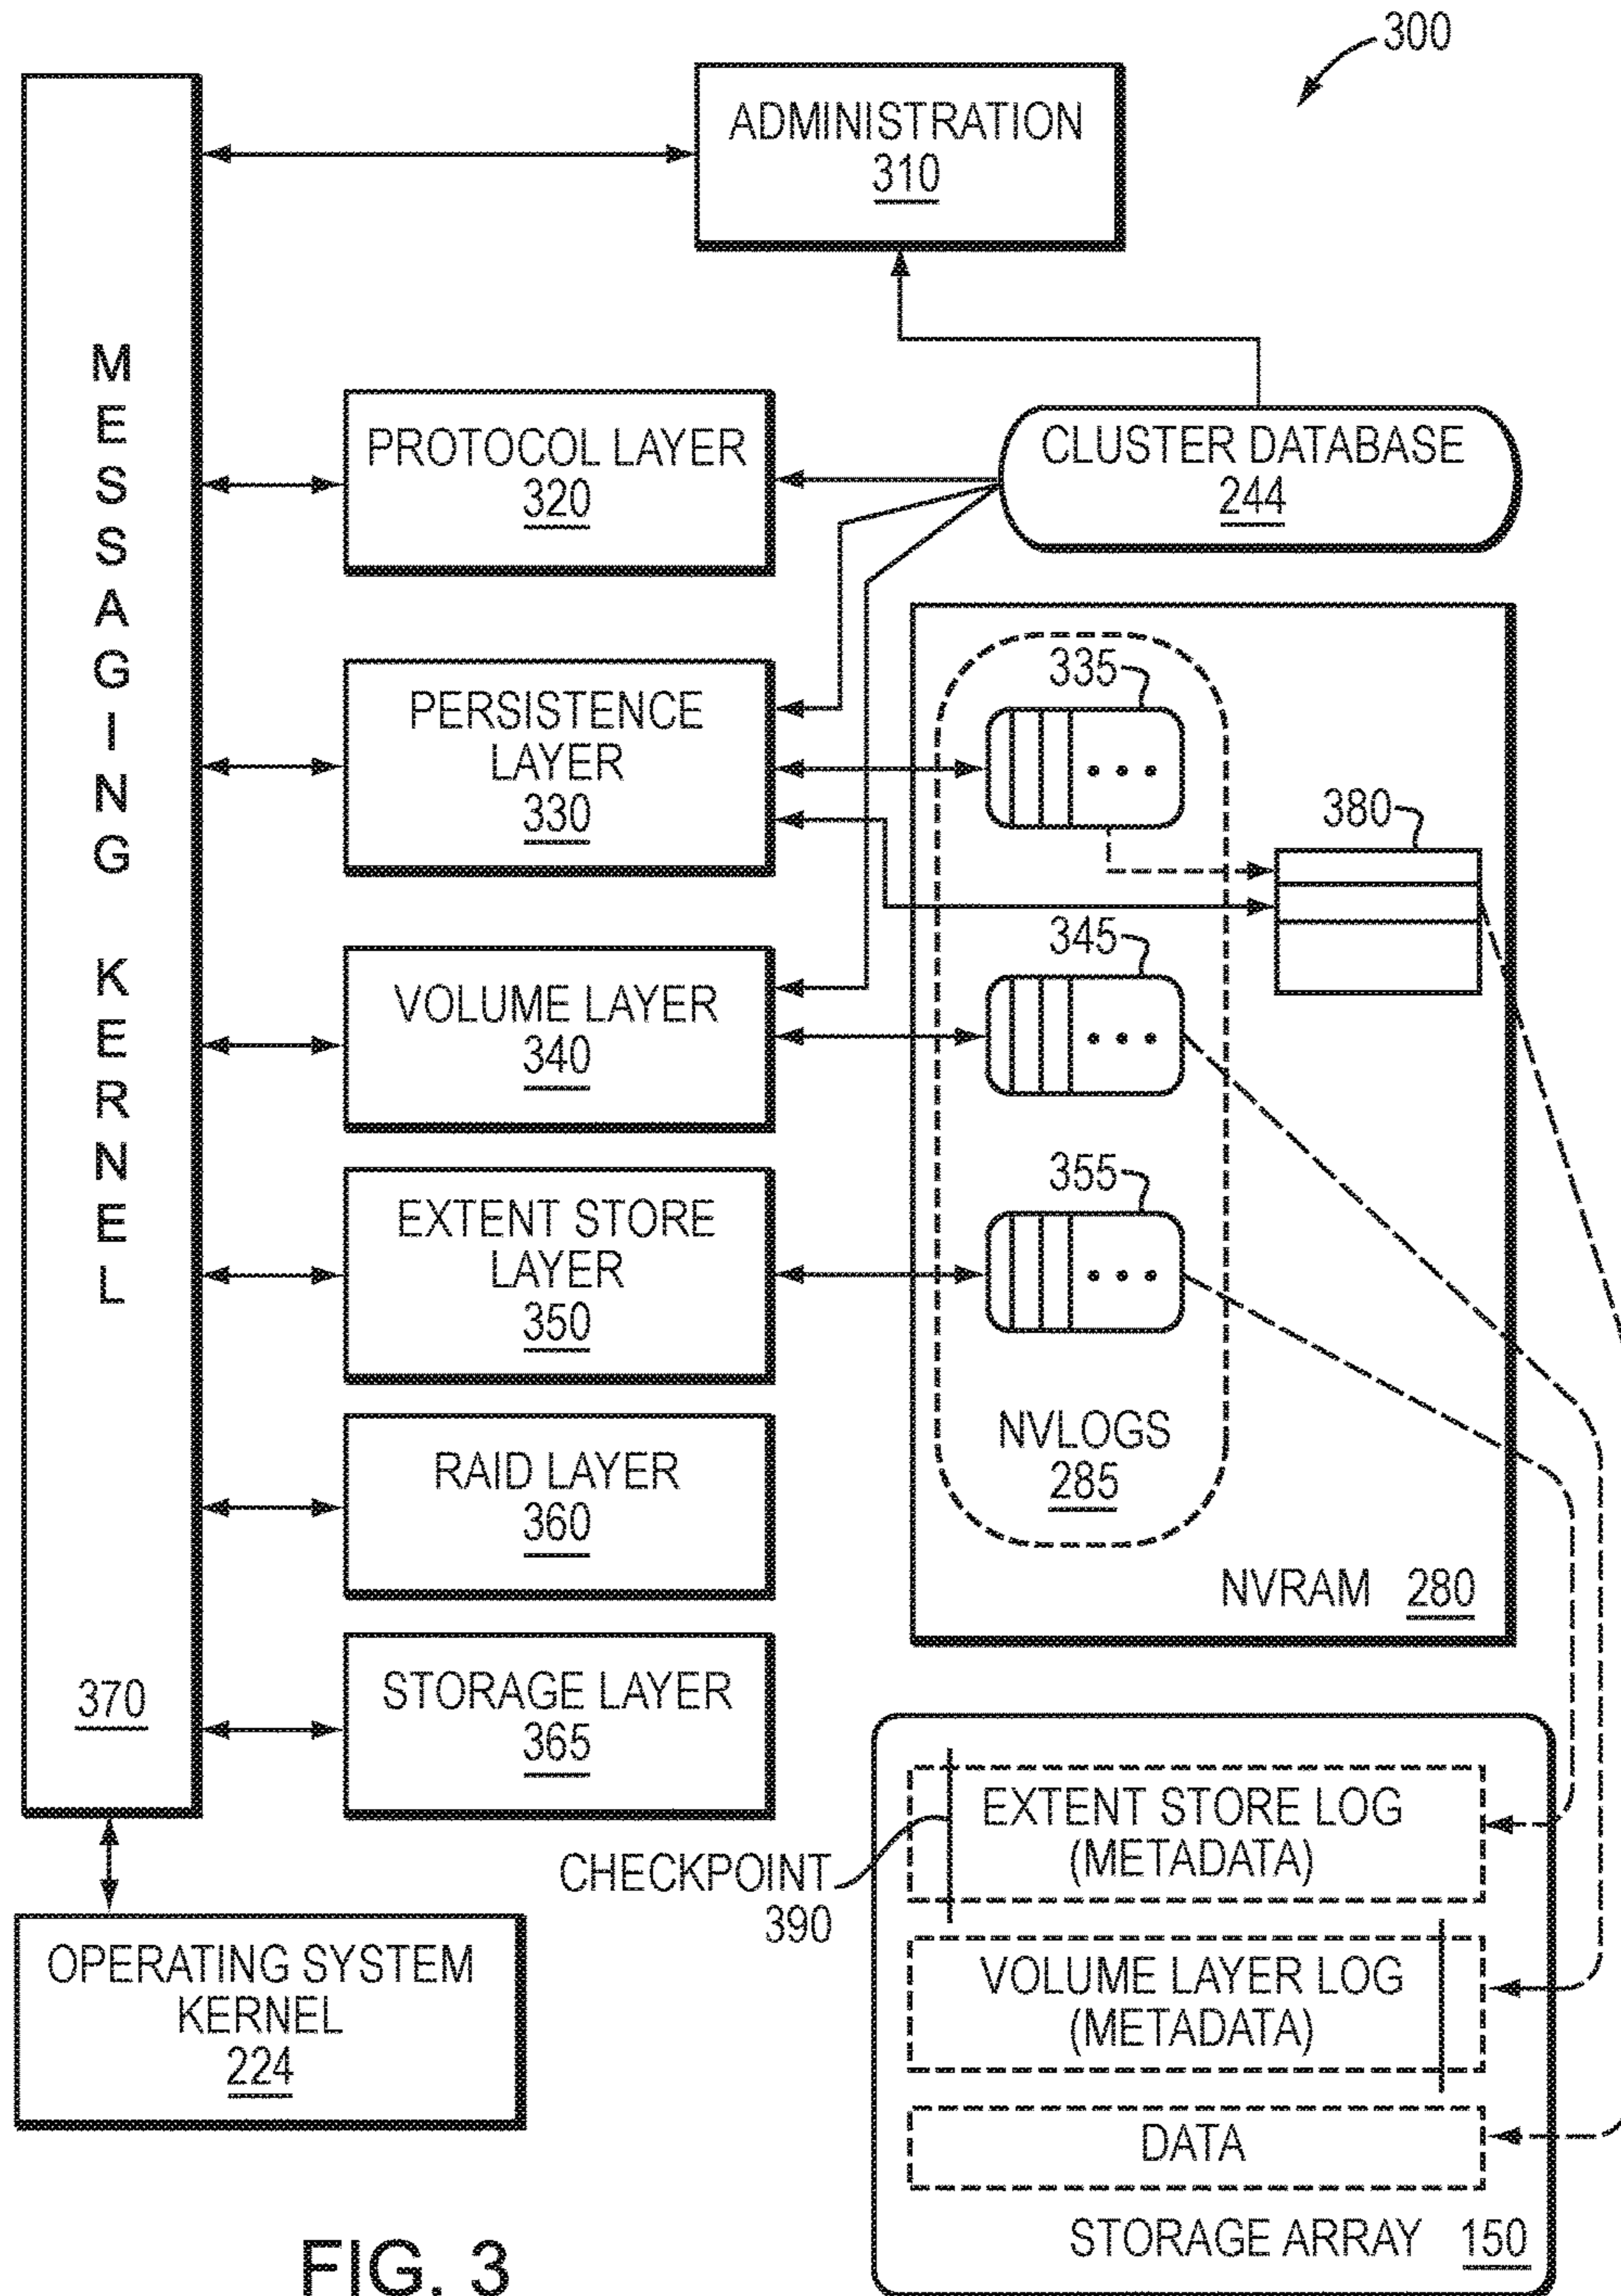 300
ADMINISTRATION
310
MESSAGING KERNEL
370
PROTOCOL LAYER
320
CLUSTER DATABASE
244
PERSISTENCE
LAYER
330
335
380
VOLUME LAYER
340
345
EXTENT STORE
LAYER
350
355
NVLOGS
285
RAID LAYER
360
NVRAM 280
STORAGE LAYER
365
EXTENT STORE LOG
(METADATA)
CHECKPOINT
390
VOLUME LAYER LOG
(METADATA)
DATA
STORAGE ARRAY 150
OPERATING SYSTEM
KERNEL
224
FIG. 3